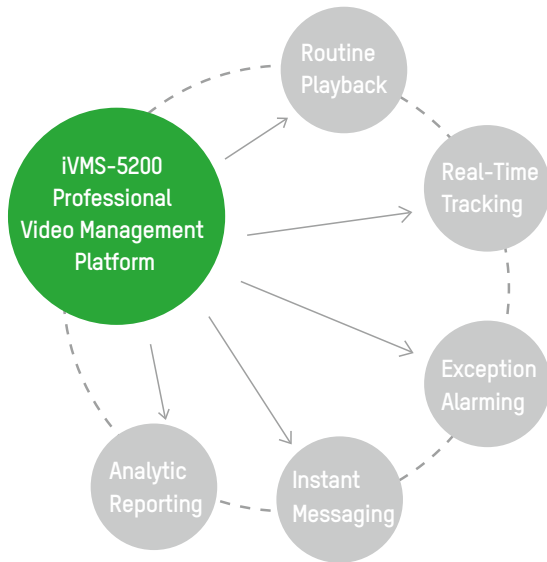 iVMS-5200
Professional
Video Management
Platform
Routine
Playback
Real-Time
Tracking
Exception
Alarming
Instant
Messaging
Analytic
Reporting